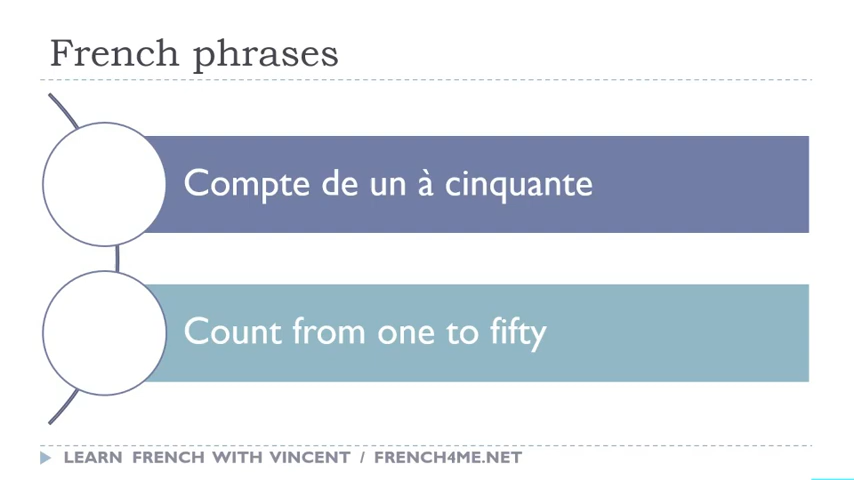 French phrases
Compte de un à cinquante
Count from one to fifty
LEARN FRENCH WITH VINCENT / FRENCH4ME.NET